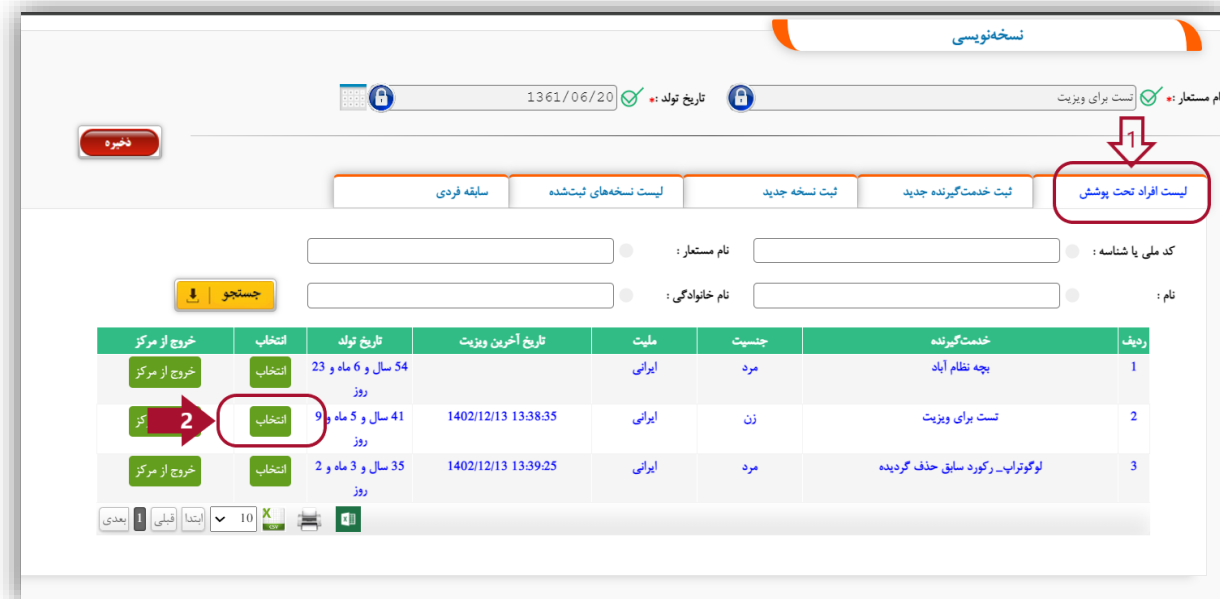 نسخه‌نویسی
ام مستعار :* تست برای ویزیت تاریخ تولد :* 1361/06/20
1
ذخیره
لیست افراد تحت پوشش ثبت خدمت‌گیرنده جدید ثبت نسخه جدید لیست نسخه‌های ثبت‌شده سابقه فردی
کد ملی یا شناسه : نام مستعار :
نام : نام خانوادگی : جستجو
ردیف خدمت‌گیرنده جنسیت ملیت تاریخ آخرین ویزیت تاریخ تولد انتخاب خروج از مرکز
1 بچه نظام آباد مرد ایرانی 54 سال و 6 ماه و 23 انتخاب خروج از مرکز
روز
2 تست برای ویزیت زن ایرانی 1402/12/13 13:38:35 41 سال و 5 ماه و 9 انتخاب 2
روز
3 لوگوتراپ_ رکورد سابق حذف گردیده مرد ایرانی 1402/12/13 13:39:25 35 سال و 3 ماه و 2 انتخاب خروج از مرکز
روز
X CSV 10 ابتدا قبلی 1 بعدی